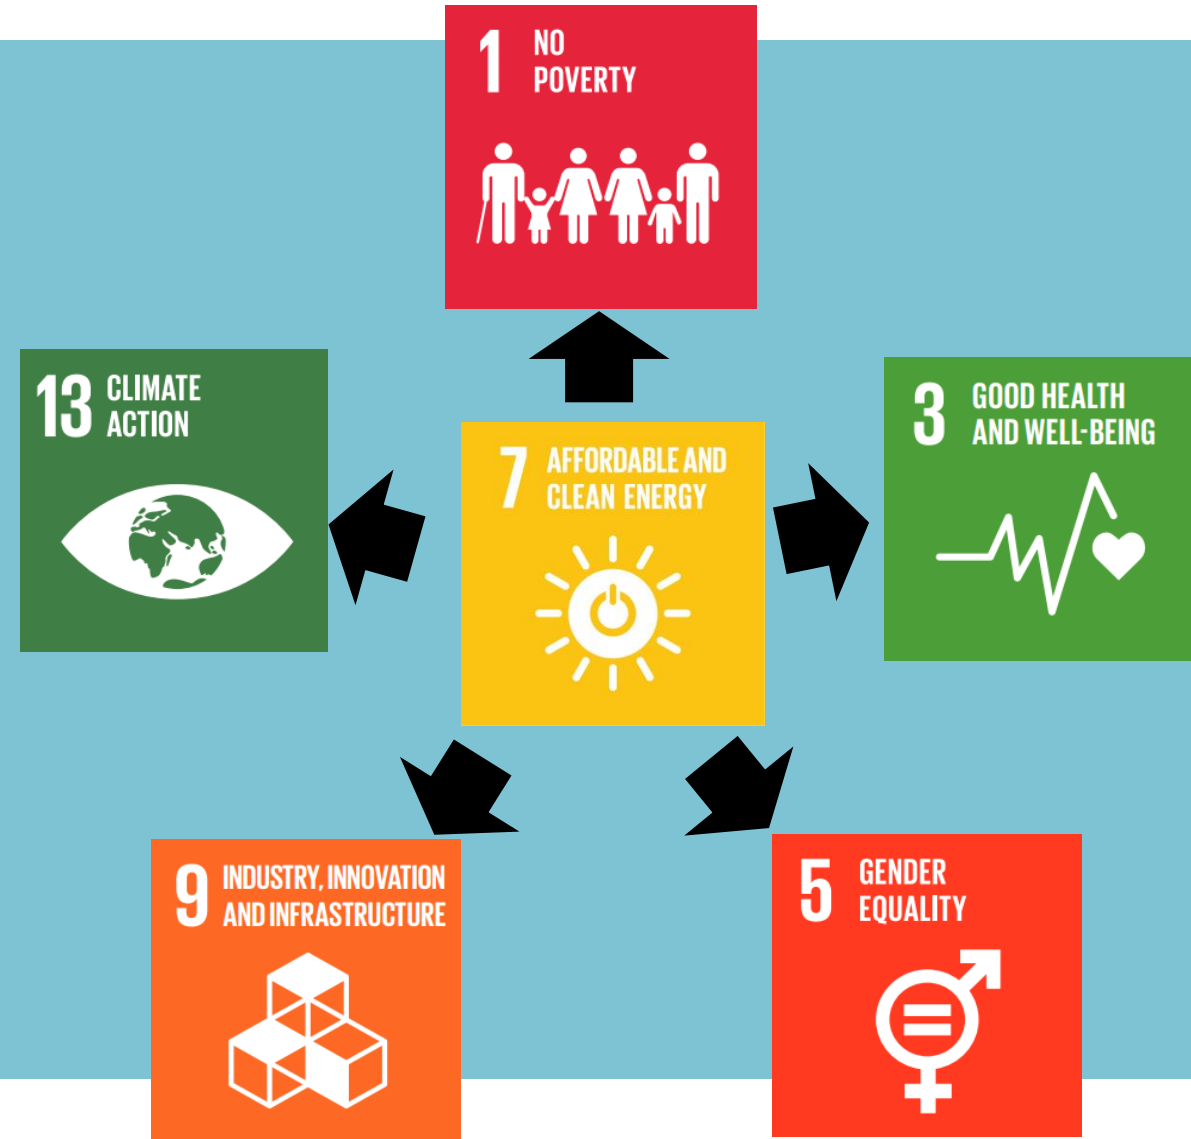 1 NO
POVERTY
13 CLIMATE
ACTION
3 GOOD HEALTH
AND WELL-BEING
7 AFFORDABLE AND
CLEAN ENERGY
9 INDUSTRY, INNOVATION
AND INFRASTRUCTURE
5 GENDER
EQUALITY